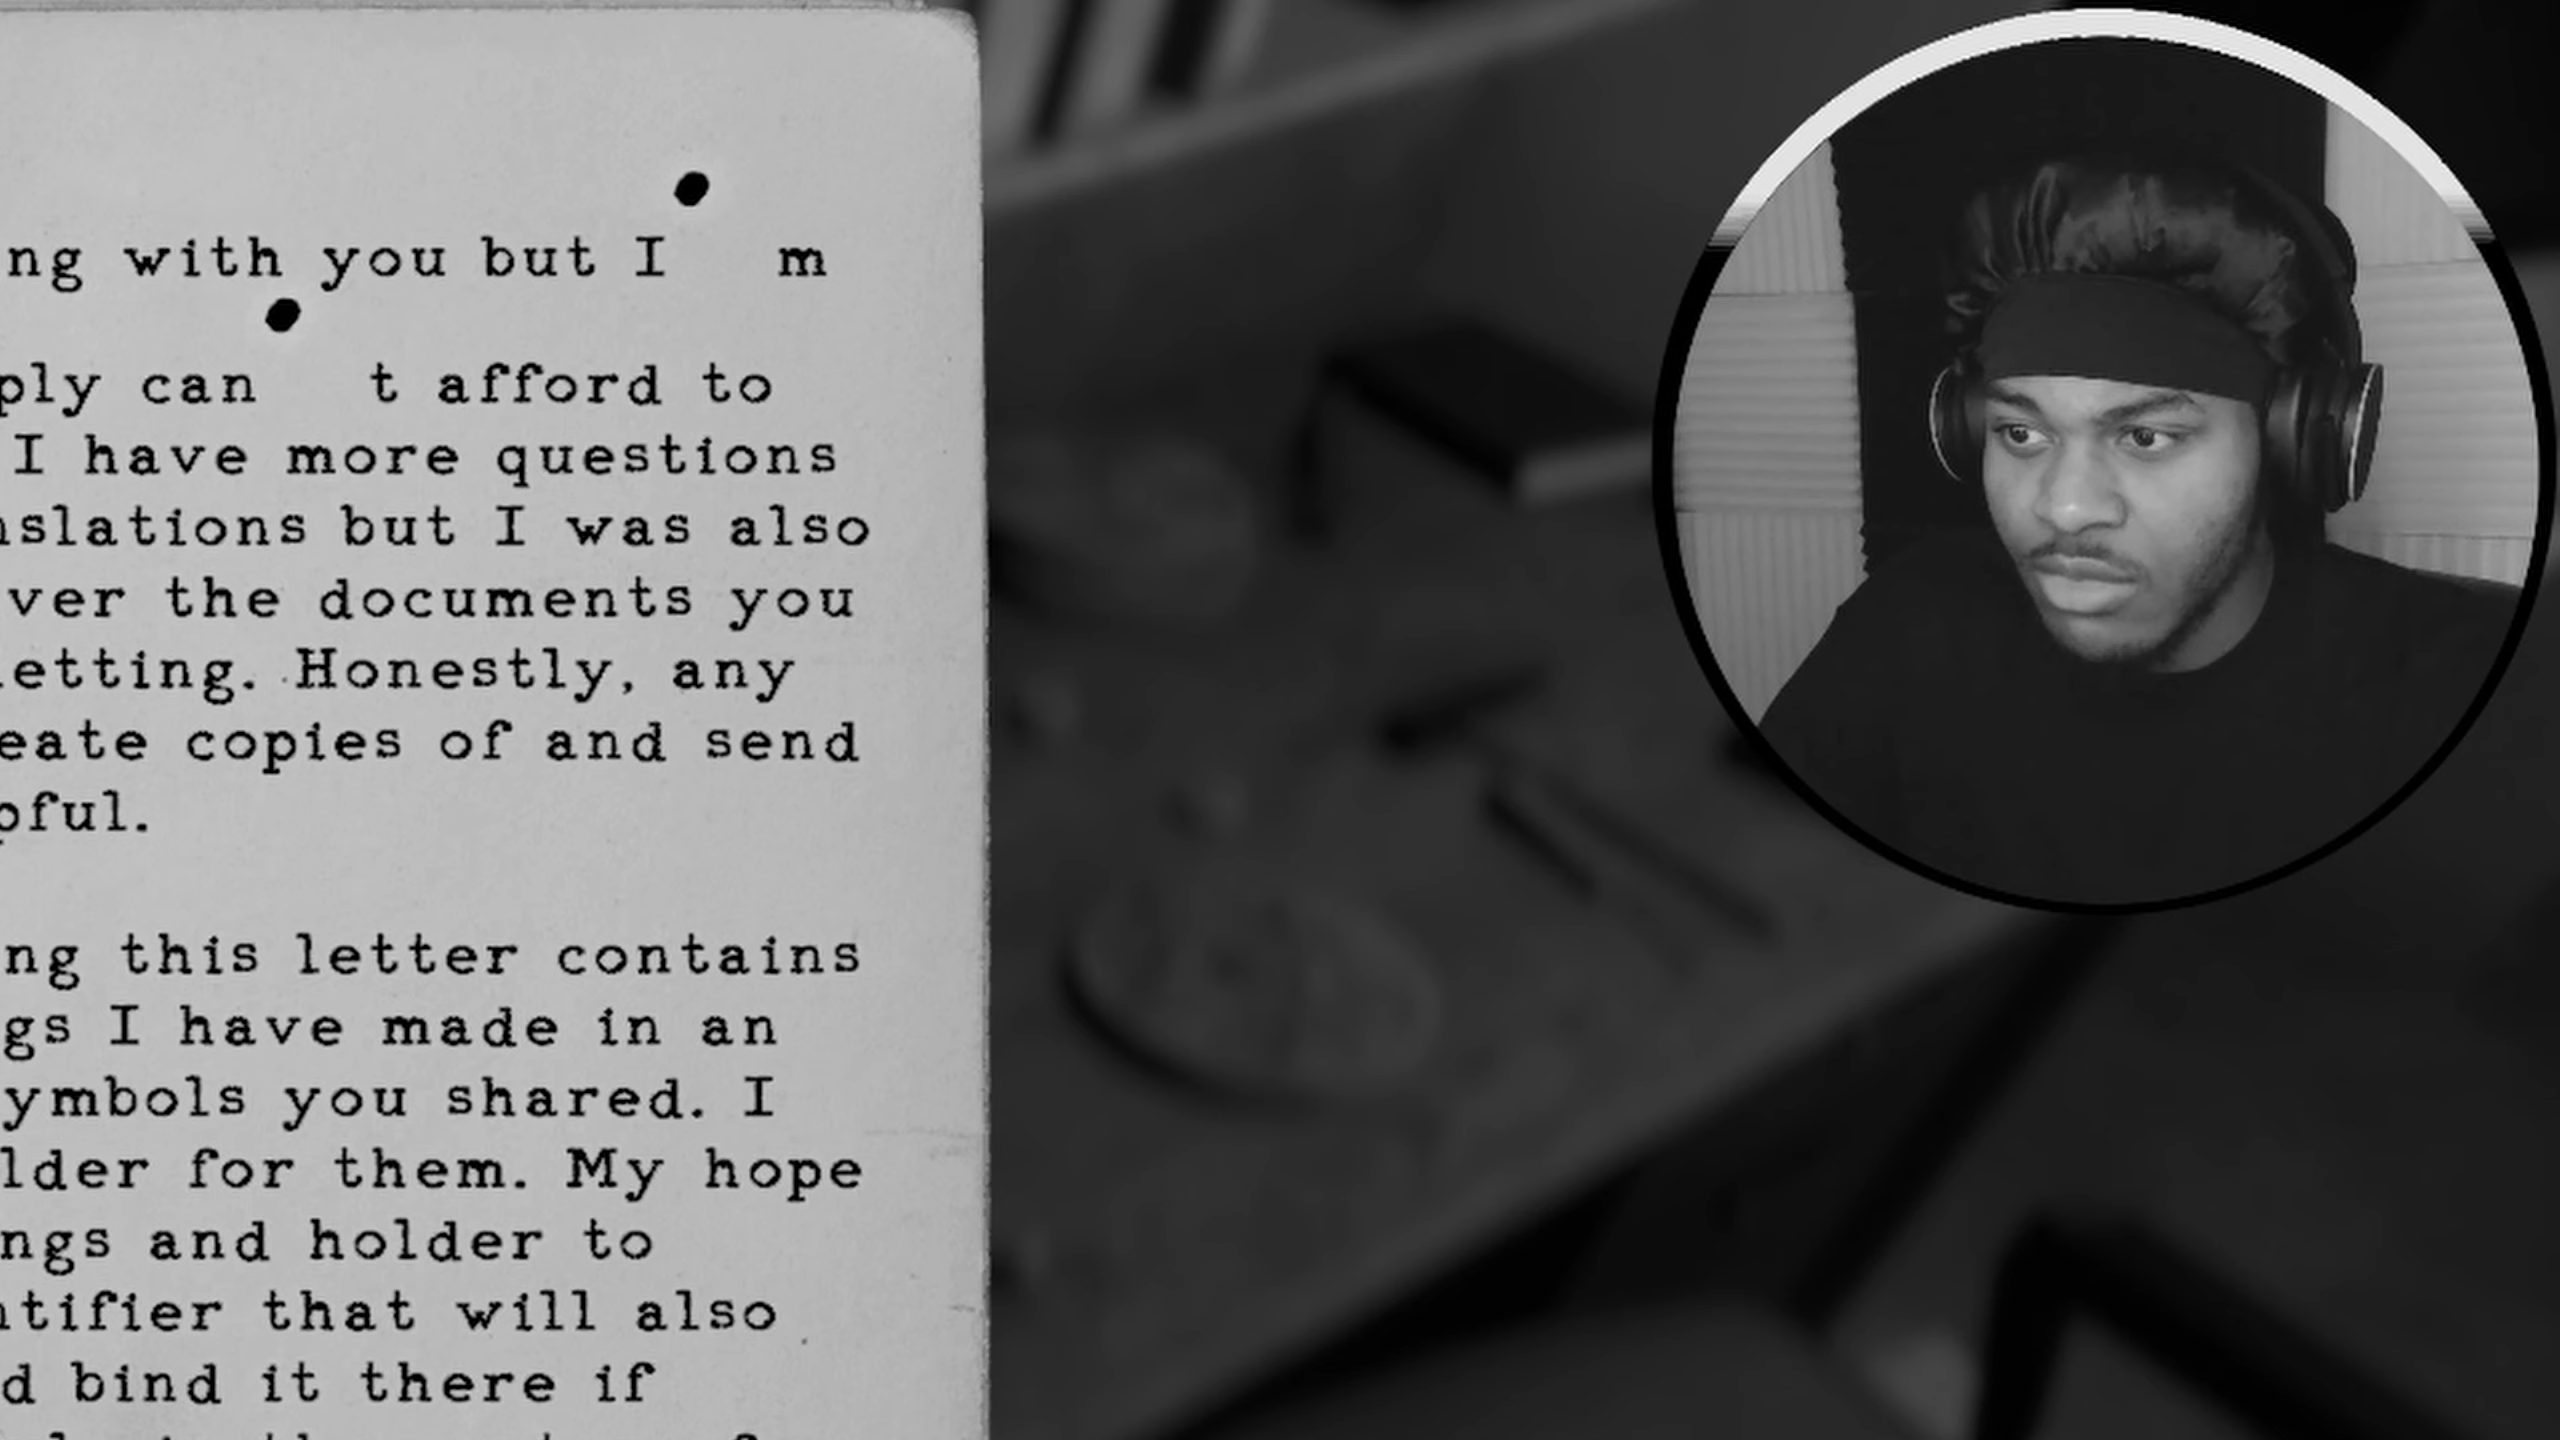 ng with you but I m
ply can t afford to
I have more questions
nslations but I was also
ver the documents you
etting. Honestly, any
eate copies of and send
pful.
ng this letter contains
gs I have made in an
ymbols you shared. I
lder for them. My hope
ngs and holder to
ntifier that will also
d bind it there if